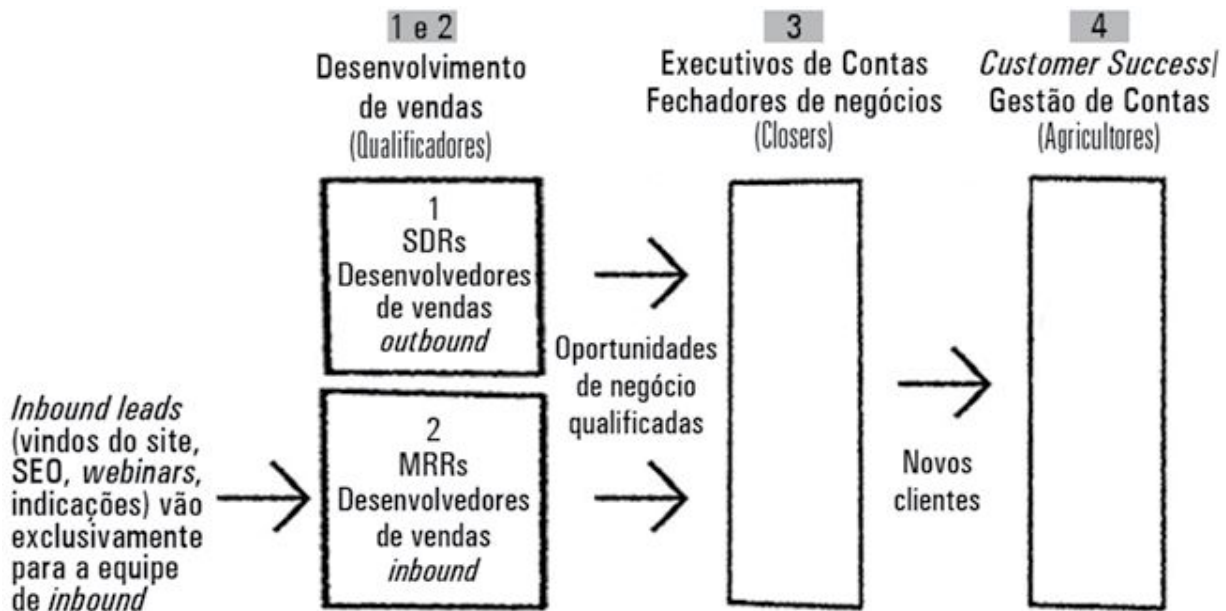 1 e 2
Desenvolvimento
de vendas
(Qualificadores)
3
Executivos de Contas
Fechadores de negócios
(Closers)
4
Customer Success/
Gestão de Contas
(Agricultores)
1
SDRs
Desenvolvedores
de vendas
outbound
2
MRRs
Desenvolvedores
de vendas
inbound
Inbound leads
(vindos do site,
SEO, webinars,
indicações) vão
exclusivamente
para a equipe
de inbound
Oportunidades
de negócio
qualificadas
Novos
clientes